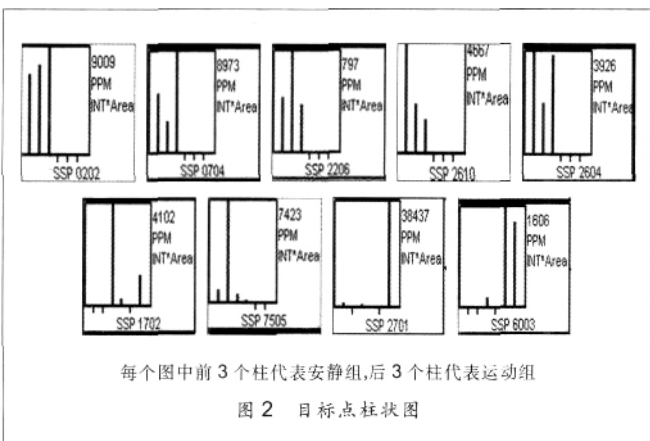 9009
PPM
INT*Area
SSP 0202
8973
PPM
INT*Area
SSP 0704
797
PPM
INT*Area
SSP 2206
4667
PPM
INT*Area
SSP 2610
3926
PPM
INT*Area
SSP 2604
4102
PPM
INT*Area
SSP 1702
7423
PPM
INT*Area
SSP 7505
38437
PPM
INT*Area
SSP 2701
1606
PPM
INT*Area
SSP 6003
每个图中前3个柱代表安静组,后3个柱代表运动组
图2 目标点柱状图